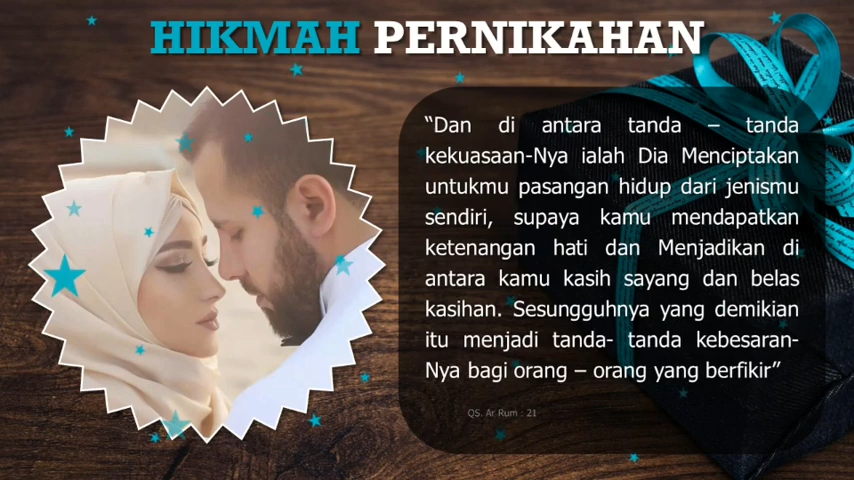 HIKMAH PERNIKAHAN
“Dan di antara tanda – tanda
kekuasaan-Nya ialah Dia Menciptakan
untukmu pasangan hidup dari jenismu
sendiri, supaya kamu mendapatkan
ketenangan hati dan Menjadikan di
antara kamu kasih sayang dan belas
kasihan. Sesungguhnya yang demikian
itu menjadi tanda- tanda kebesaran-
Nya bagi orang – orang yang berfikir”
QS. Ar Rum : 21